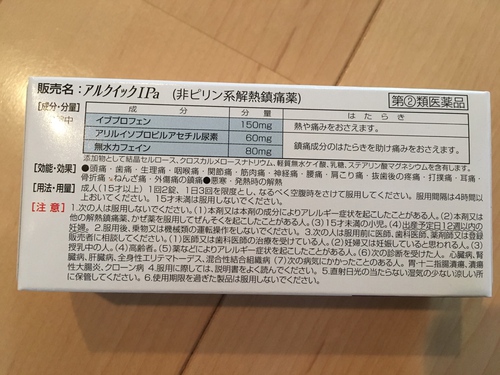 販売名：アルクイックIPa （非ピリン系解熱鎮痛薬） 指定第②類医薬品
【成分・分量】 成 分 分 量 は た ら き
イブプロフェン 150mg 熱や痛みをおさえます。
アリルイソプロピルアセチル尿素 60mg 鎮痛成分のはたらきを助け痛みをおさえます。
無水カフェイン 80mg
添加物として結晶セルロース、クロスカルメロースナトリウム、軽質無水ケイ酸、乳糖、ステアリン酸マグネシウムを含有します。
【効能・効果】 ●頭痛・歯痛・生理痛・咽喉痛・関節痛・筋肉痛・神経痛・腰痛・肩こり痛・抜歯後の疼痛・打撲痛・耳痛・
骨折痛・ねんざ痛・外傷痛の鎮痛 ●悪寒・発熱時の解熱
【用法・用量】 成人（15才以上）1回2錠、1日3回を限度とし、なるべく空腹時をさけて服用してください。服用間隔は4時間以
上おいてください。15才未満は服用しないでください。
【注 意】 1.次の人は服用しないでください。(1)本剤又は本剤の成分によりアレルギー症状を起こしたことがある人。(2)本剤又は
他の解熱鎮痛薬、かぜ薬を服用してぜんそくを起こしたことがある人。(3)15才未満の小児。(4)出産予定日12週以内の
妊婦。2.服用後、乗物又は機械類の運転操作をしないでください。3.次の人は服用前に医師、歯科医師、薬剤師又は登録
販売者に相談してください。(1)医師又は歯科医師の治療を受けている人。(2)妊婦又は妊娠していると思われる人。(3)
授乳中の人。(4)高齢者。(5)薬などによりアレルギー症状を起こしたことがある人。(6)次の診断を受けた人。心臓病、腎
臓病、肝臓病、全身性エリテマトーデス、混合性結合組織病 (7)次の病気にかかったことのある人。胃・十二指腸潰瘍、潰瘍
性大腸炎、クローン病 4.服用に際しては、説明書をよく読んでください。5.直射日光の当たらない湿気の少ない涼しい所
に保管してください。6.使用期限を過ぎた製品は服用しないでください。